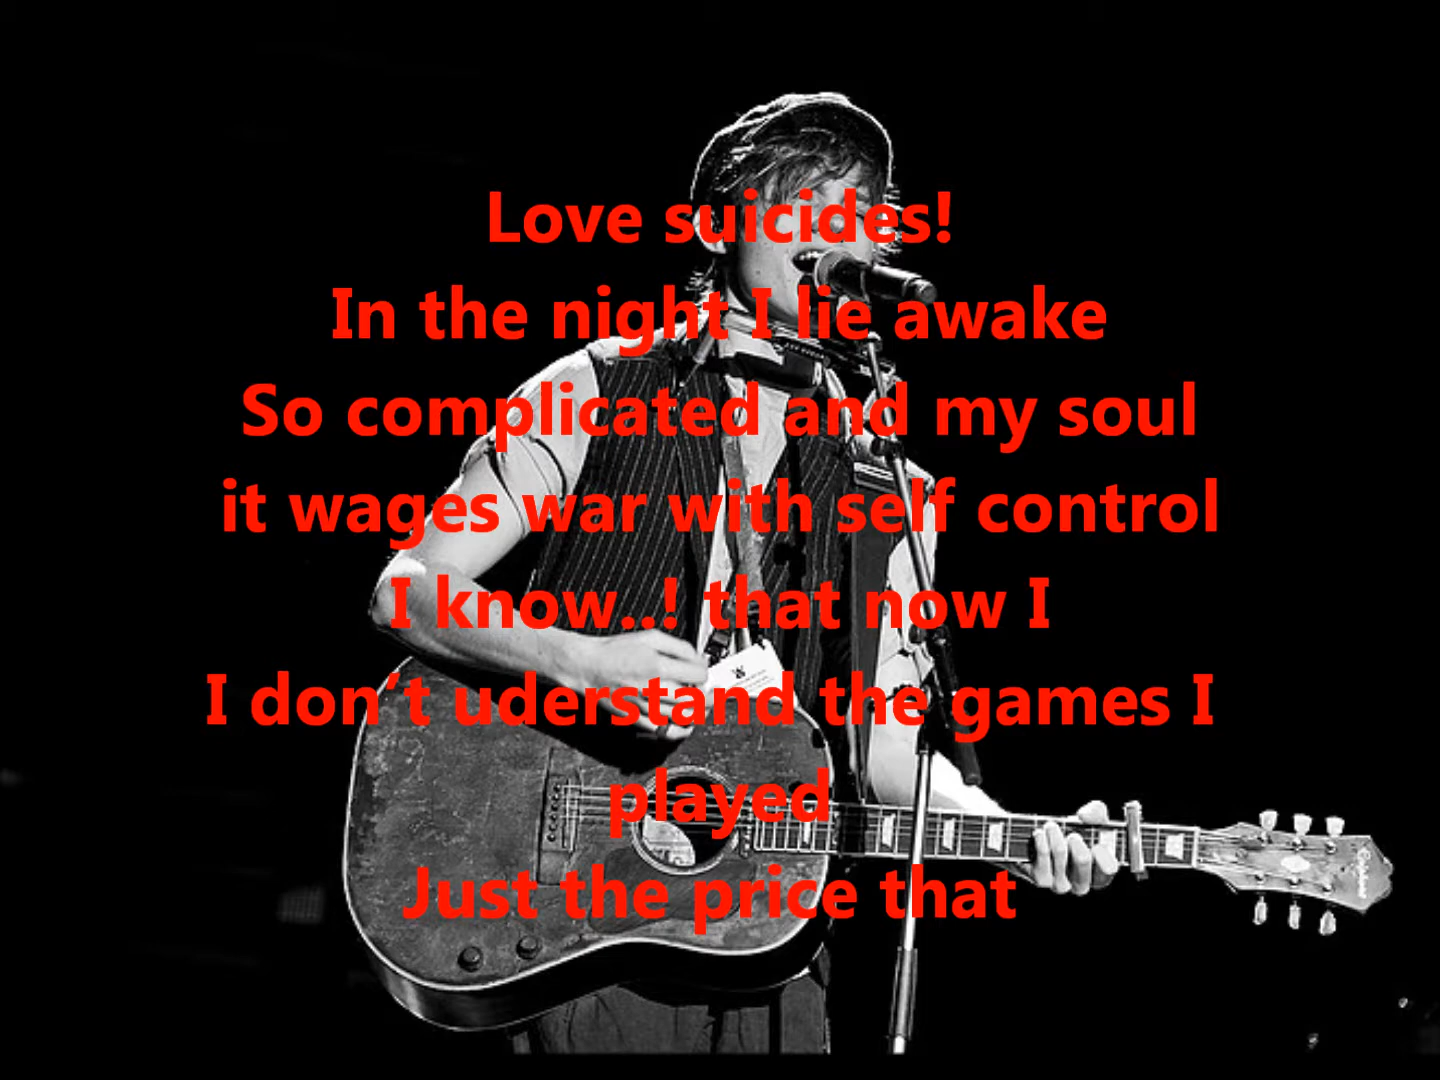 Love suicides!
In the night I lie awake
So complicated and my soul
it wages war with self control
I know..! that now I
I don't uderstand the games I
played
Just the price that